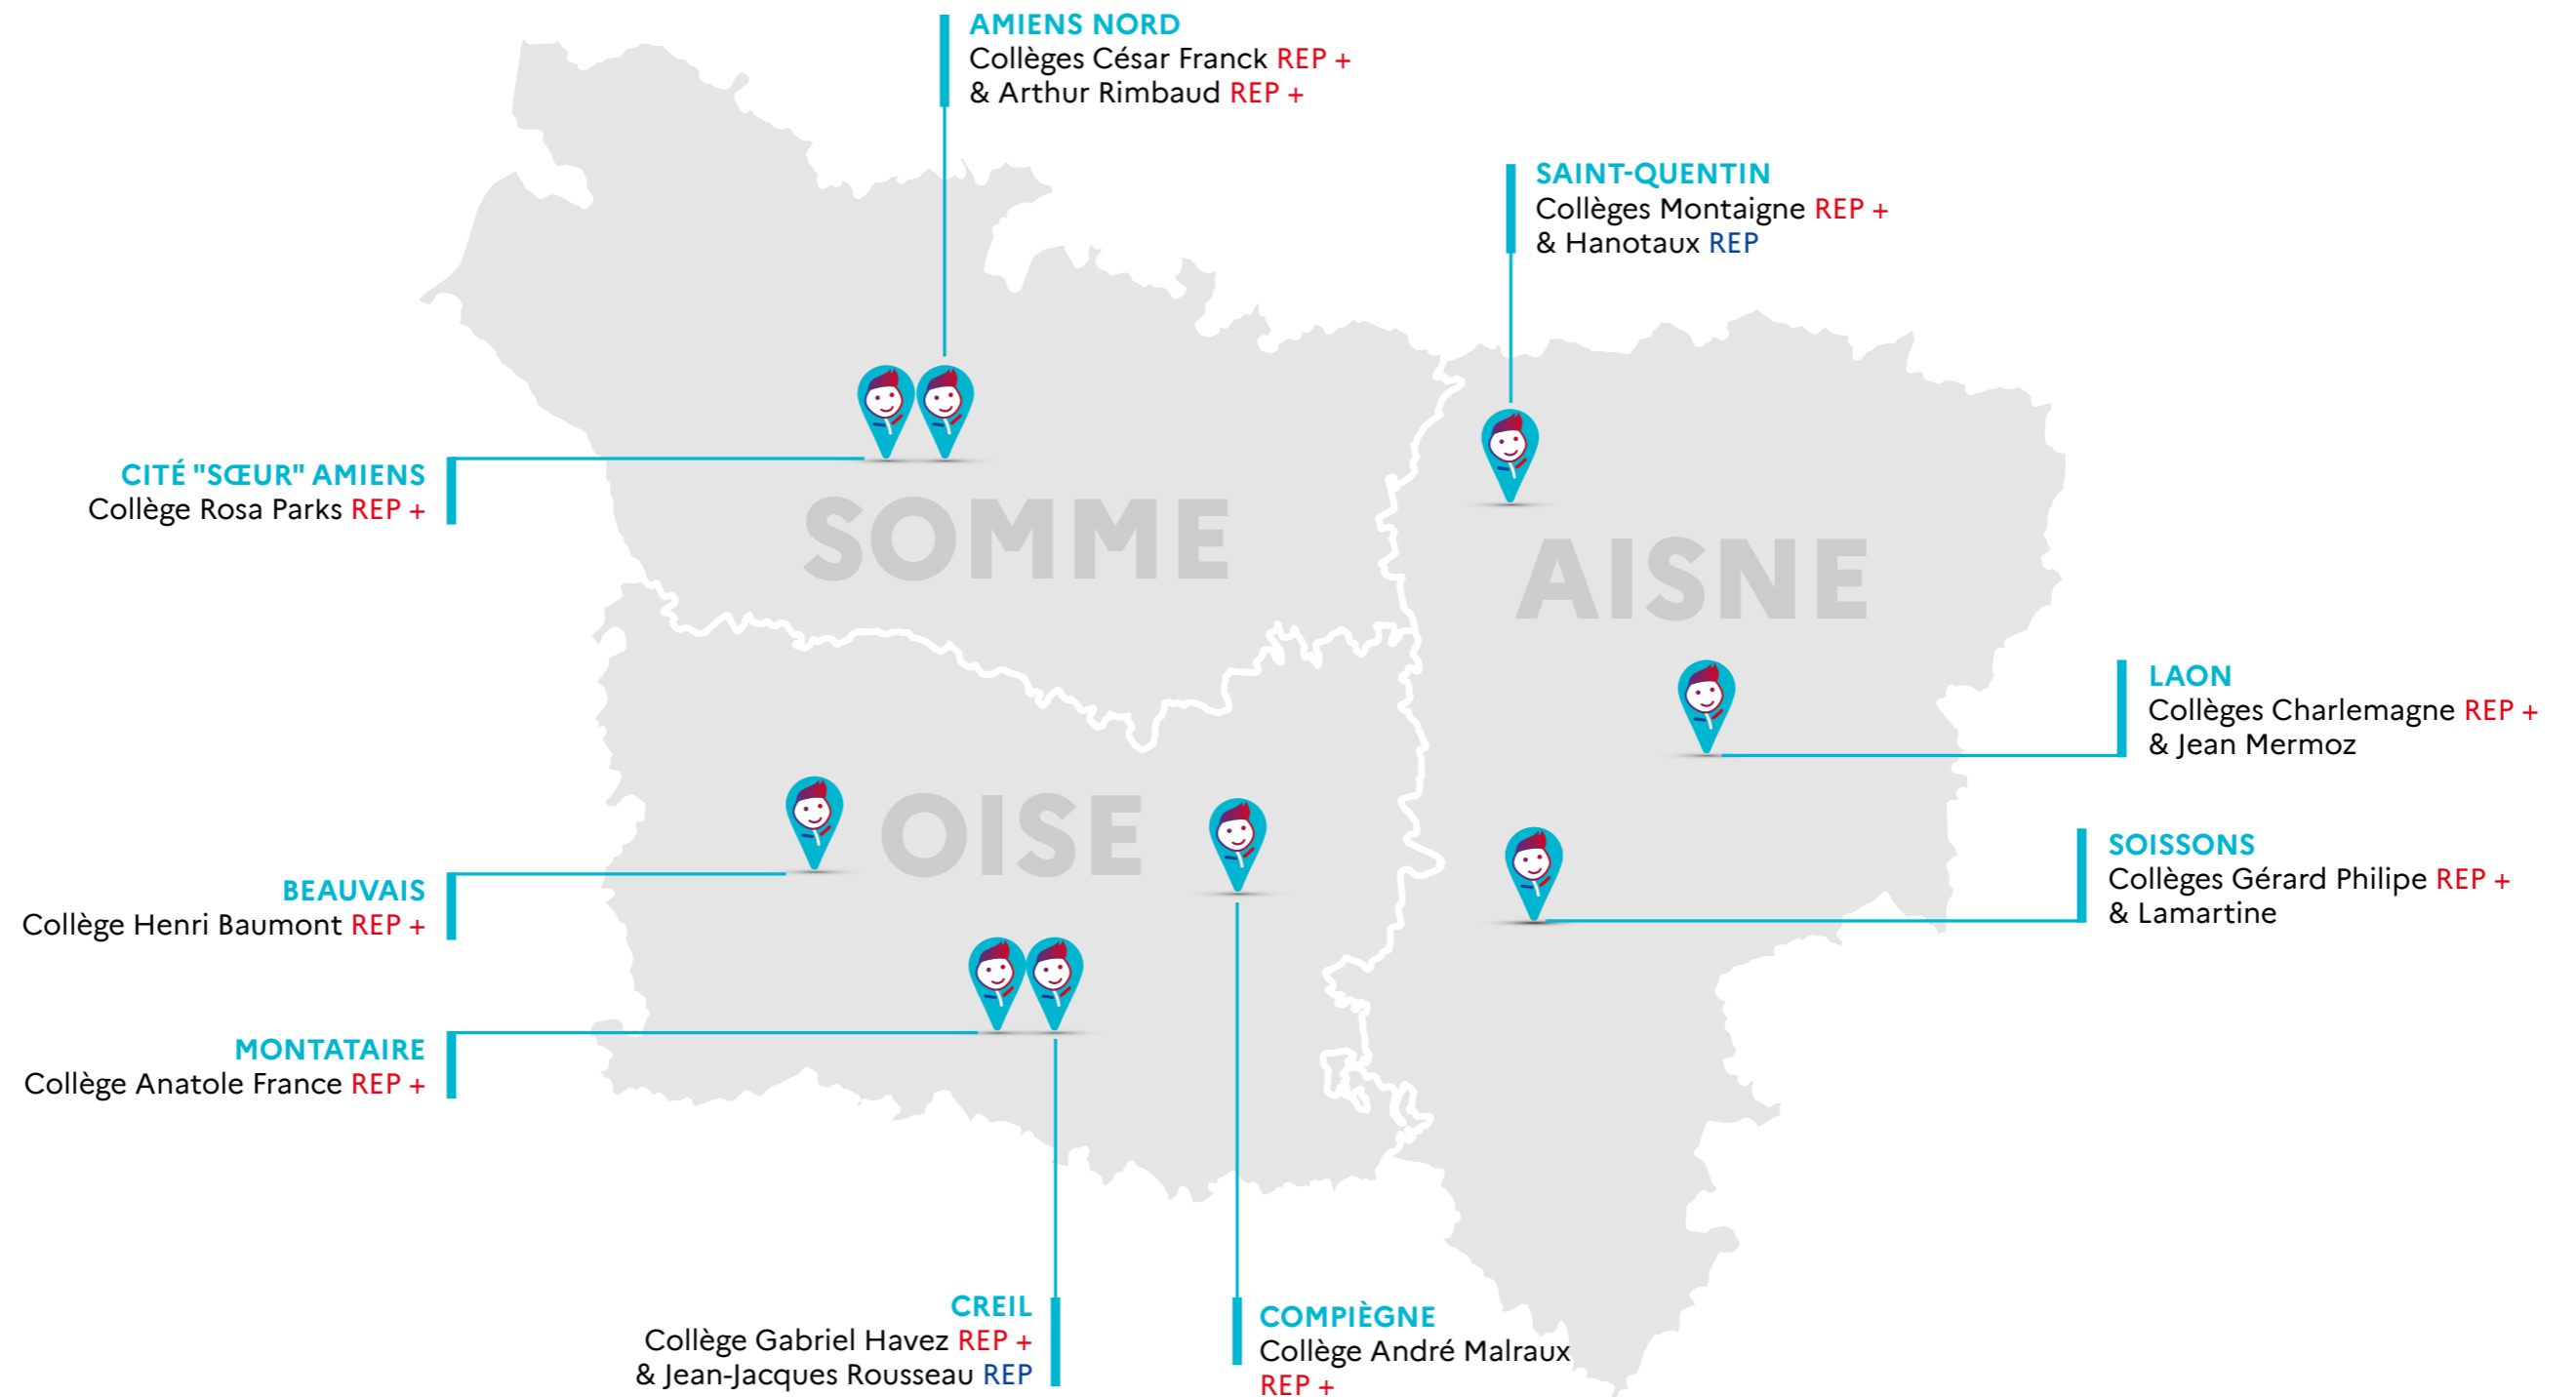 AMIENS NORD
Collèges César Franck REP +
& Arthur Rimbaud REP +
SAINT-QUENTIN
Collèges Montaigne REP +
& Hanotaux REP
CITÉ "SŒUR" AMIENS
Collège Rosa Parks REP +
SOMME
AISNE
LAON
Collèges Charlemagne REP +
& Jean Mermoz
OISE
SOISSONS
Collèges Gérard Philipe REP +
& Lamartine
BEAUVAIS
Collège Henri Baumont REP +
MONTATAIRE
Collège Anatole France REP +
CREIL
Collège Gabriel Havez REP +
& Jean-Jacques Rousseau REP
COMPIÈGNE
Collège André Malraux
REP +